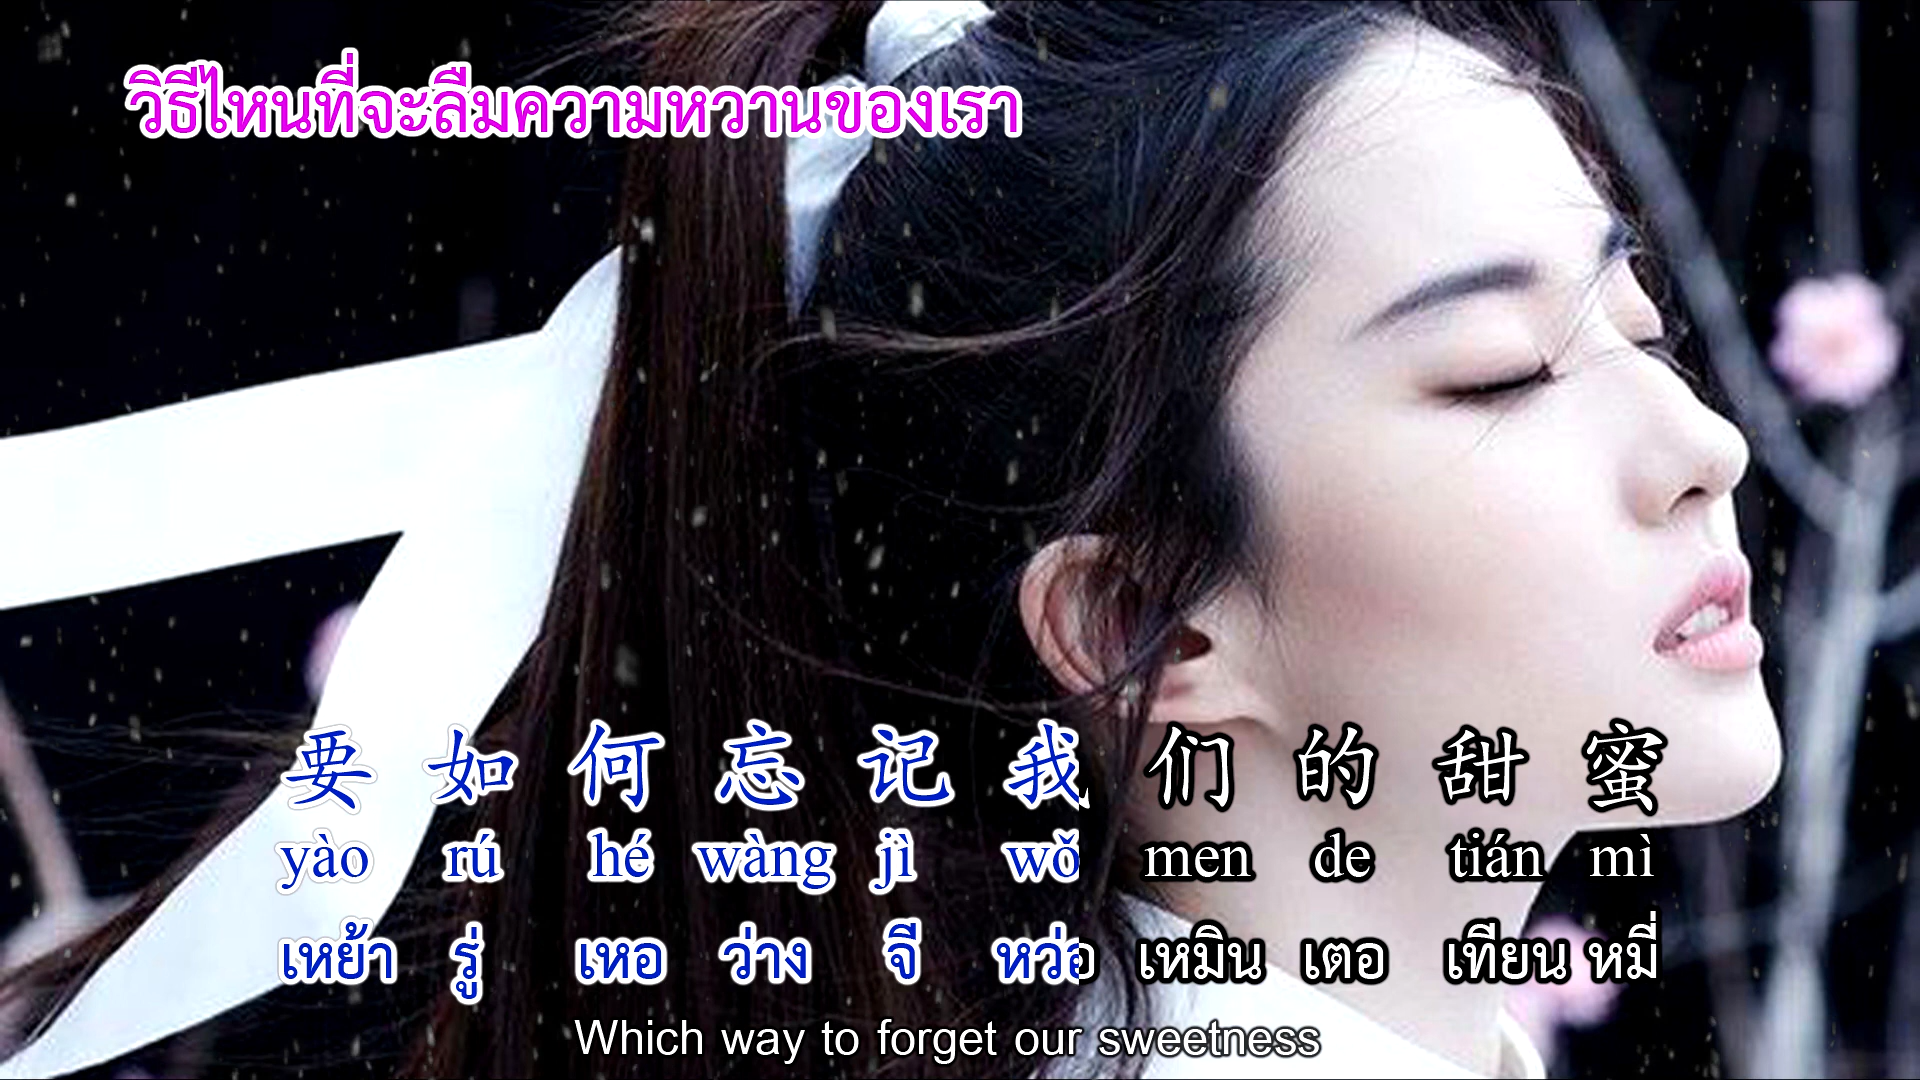 วิธีไหนที่จะลืมความหวานของเรา
要 如 何 忘 记 我 们 的 甜 蜜
yào rú hé wàng jì wǒ men de tián mì
เหย้า รู่ เหอ ว่าง จี หว่อ เหมิน เตอ เทียน หมี่
Which way to forget our sweetness